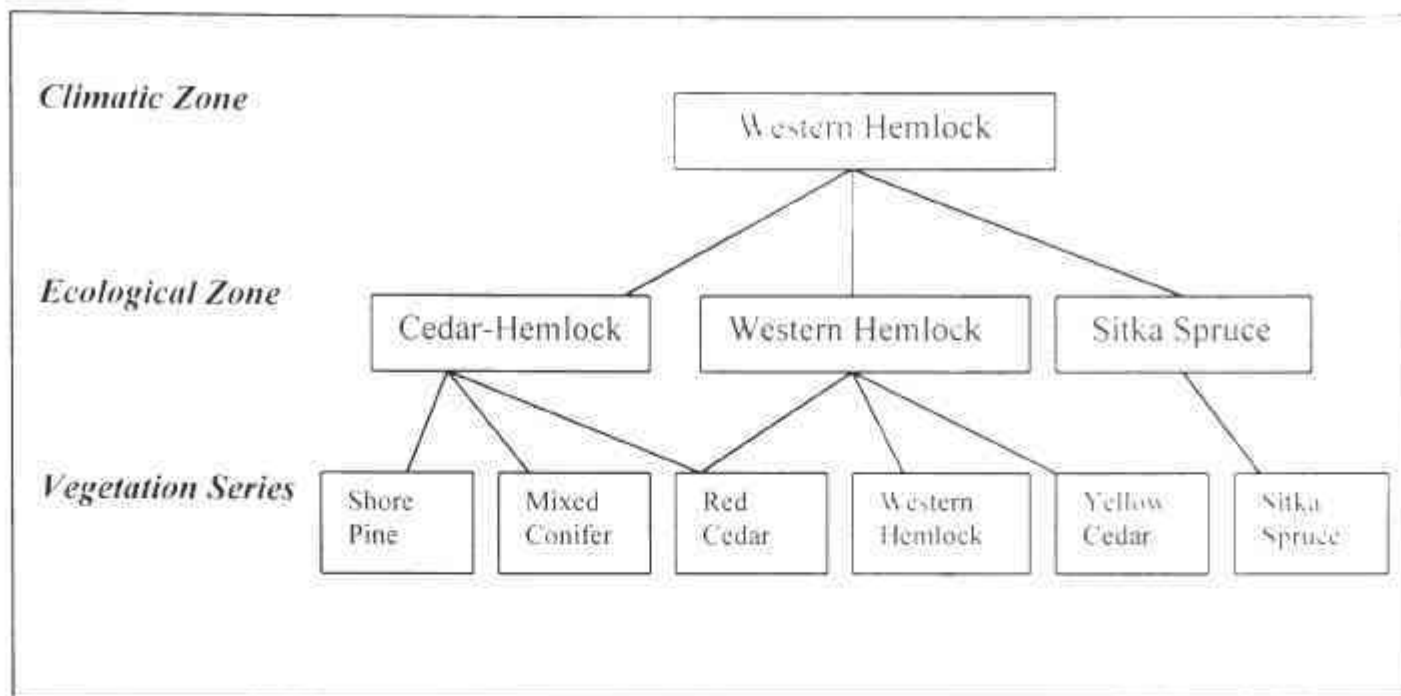 Climatic Zone
Western Hemlock
Ecological Zone
Cedar-Hemlock
Western Hemlock
Sitka Spruce
Vegetation Series
Shore
Pine
Mixed
Conifer
Red
Cedar
Western
Hemlock
Yellow
Cedar
Sitka
Spruce